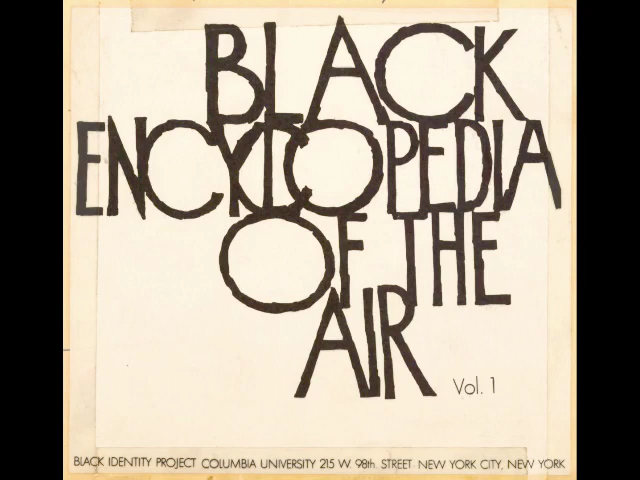 BLACK
ENCYCLOPEDIA
OF THE
AIR
Vol. 1
BLACK IDENTITY PROJECT COLUMBIA UNIVERSITY 215 W. 98th. STREET NEW YORK CITY, NEW YORK